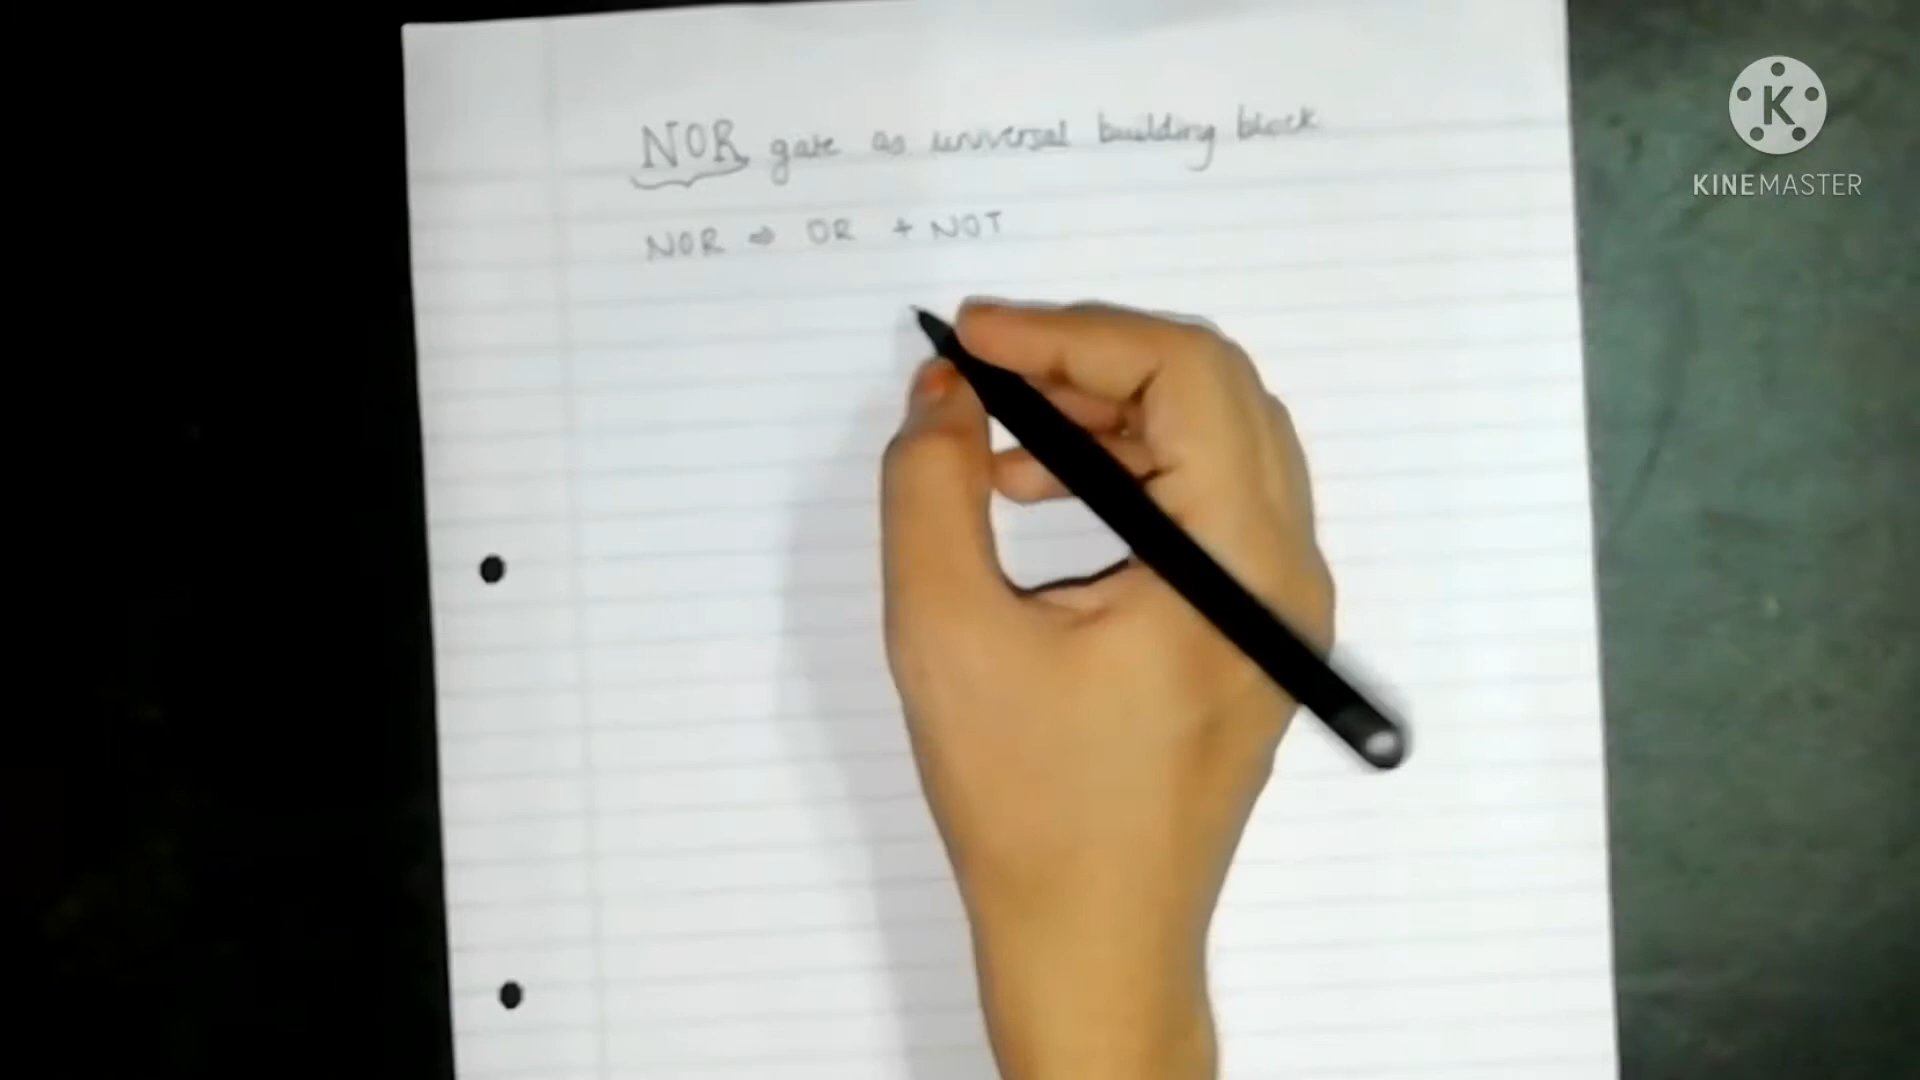 NOR gate as universal building block
NOR ⇒ OR + NOT
K
KINEMASTER